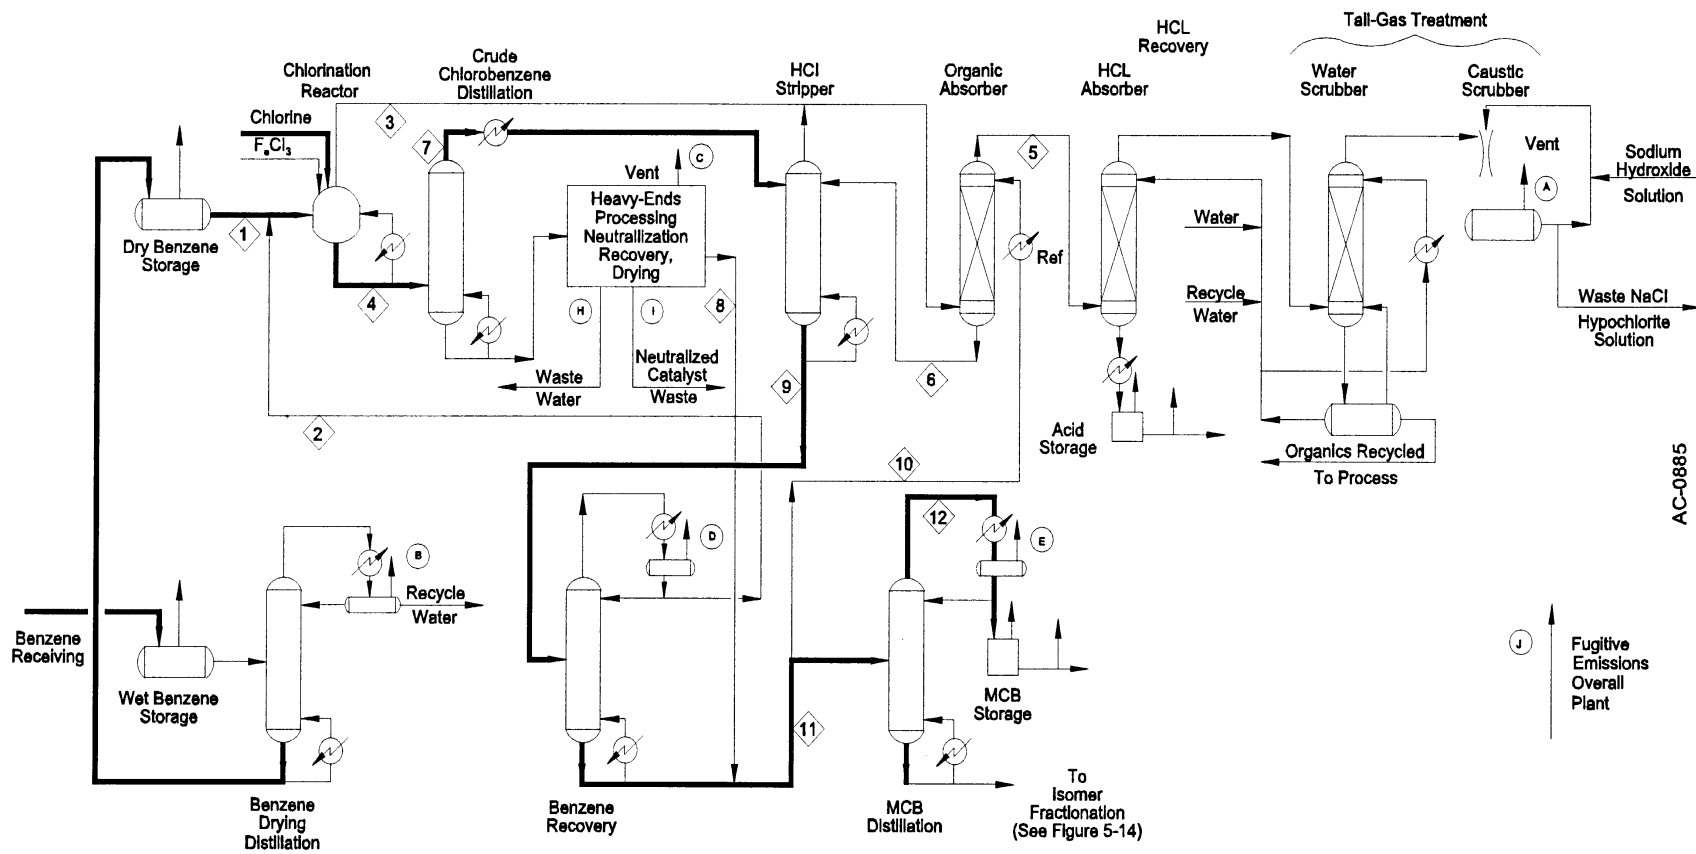 Tail-Gas Treatment
HCL
Recovery
Crude
Chlorobenzene
Distillation
Chlorination
Reactor
HCl
Stripper
Organic
Absorber
HCL
Absorber
Water
Scrubber
Caustic
Scrubber
Chlorine
FeCl3
3
7
C
Vent
5
Vent
A
Sodium
Hydroxide
Solution
Heavy-Ends
Processing
Neutrallization
Recovery,
Drying
Dry Benzene
Storage
1
4
Water
Ref
Recycle
Water
H
I
8
Waste NaCl
Hypochlorite
Solution
Waste
Water
Neutralized
Catalyst
Waste
9
6
2
Acid
Storage
Organics Recycled
To Process
10
12
AC-0885
B
D
E
Recycle
Water
Benzene
Receiving
Wet Benzene
Storage
MCB
Storage
11
J
Fugitive
Emissions
Overall
Plant
Benzene
Drying
Distillation
Benzene
Recovery
MCB
Distillation
To
Isomer
Fractionation
(See Figure 5-14)